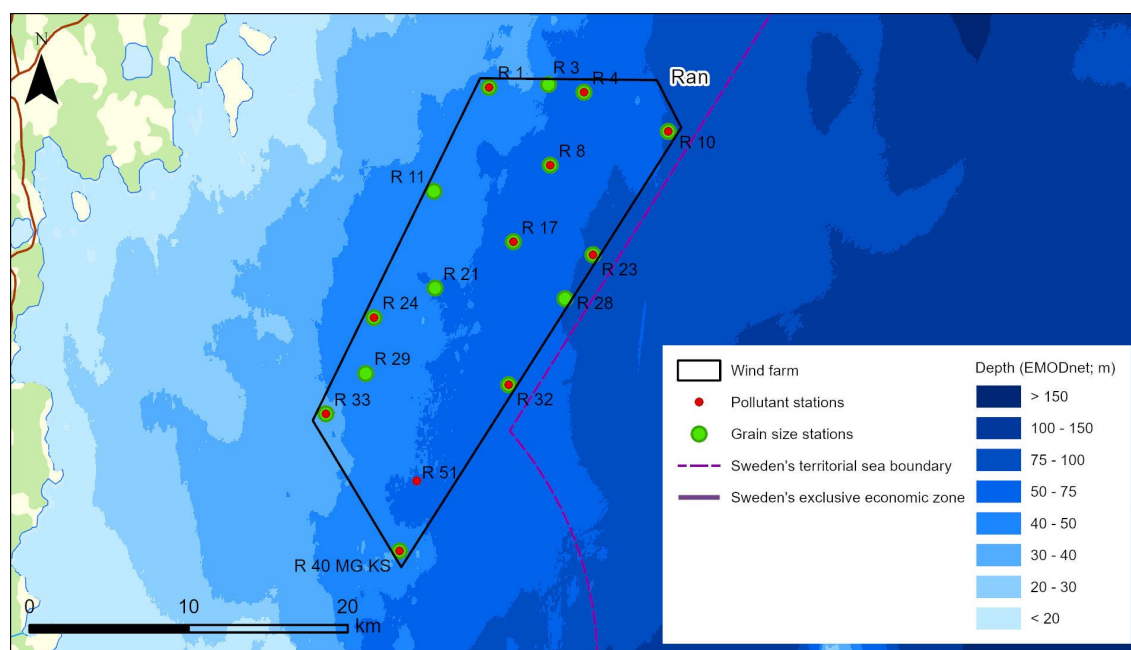 N
R 1
R 3
R 4
Ran
R 10
R 8
R 11
R 17
R 23
R 21
R 28
R 24
R 29
R 32
R 33
R 51
R 40 MG KS
0
10
20
km
Wind farm
Pollutant stations
Grain size stations
Sweden's territorial sea boundary
Sweden's exclusive economic zone
Depth (EMODnet; m)
> 150
100 - 150
75 - 100
50 - 75
40 - 50
30 - 40
20 - 30
< 20